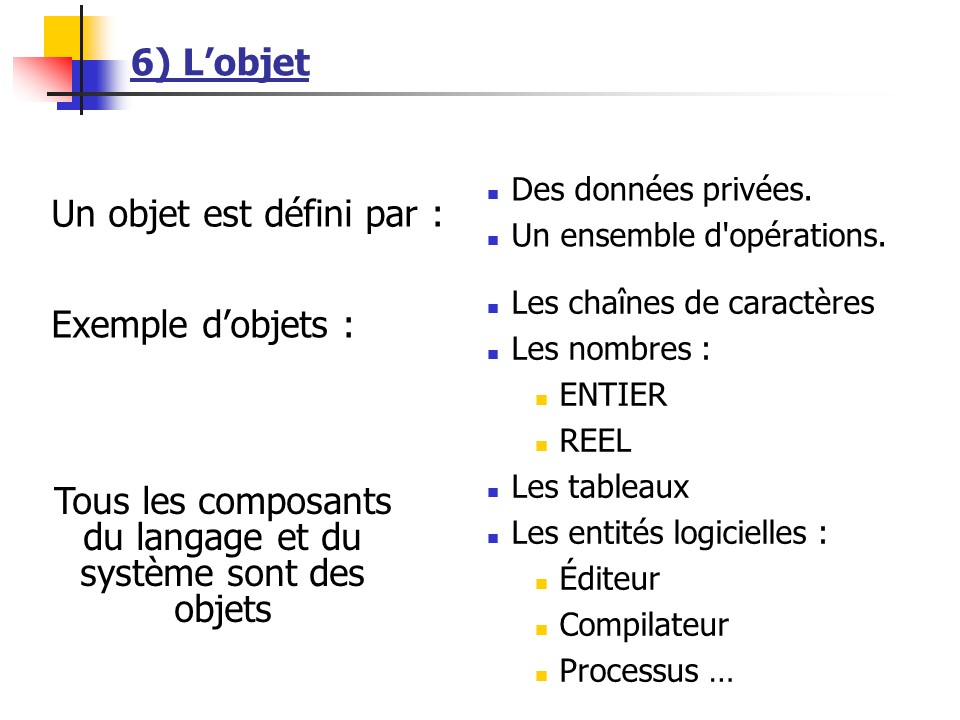 6) L’objet
Un objet est défini par :
Des données privées.
Un ensemble d'opérations.
Exemple d’objets :
Les chaînes de caractères
Les nombres :
ENTIER
REEL
Les tableaux
Les entités logicielles :
Éditeur
Compilateur
Processus …
Tous les composants
du langage et du
système sont des
objets